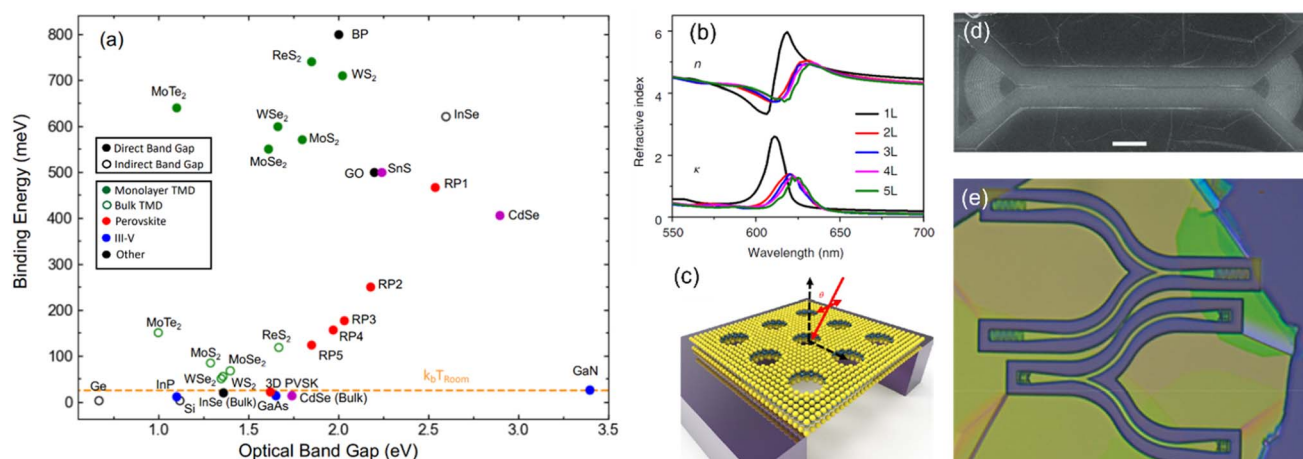 (a)
Binding Energy (meV)
800
700
600
500
400
300
200
100
0
BP
ReS₂
WS₂
MoTe₂
WSe₂
MoS₂
MoSe₂
InSe
GO
SnS
RP1
CdSe
Direct Band Gap
Indirect Band Gap
Monolayer TMD
Bulk TMD
Perovskite
III-V
Other
RP2
RP3
RP4
RP5
MoTe₂
ReS₂
MoS₂
MoSe₂
WSe₂
WS₂
kbTRoom
GaN
Ge
InP
Si
InSe (Bulk)
3D PVSK
GaAs
CdSe (Bulk)
1.0 1.5 2.0 2.5 3.0 3.5
Optical Band Gap (eV)
(b)
Refractive index
6
4
2
0
n
κ
1L
2L
3L
4L
5L
550 600 650 700
Wavelength (nm)
(c)
θ
(d)
(e)